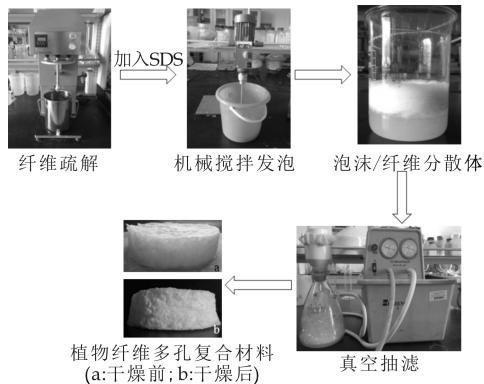 加入SDS
纤维疏解
机械搅拌发泡
泡沫/纤维分散体
a
b
植物纤维多孔复合材料
(a:干燥前;b:干燥后)
真空抽滤